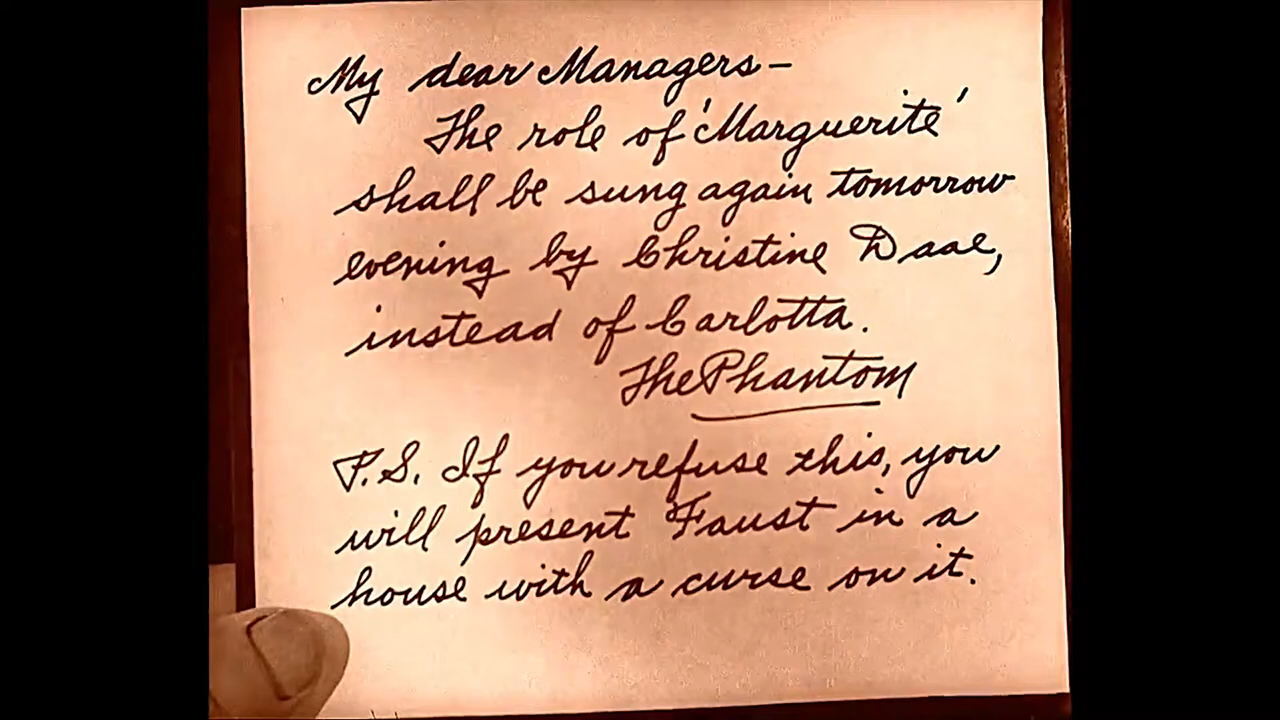 My dear Managers—
The role of 'Marguerite'
shall be sung again tomorrow
evening by Christine Daae,
instead of Carlotta.
The Phantom
P.S. If you refuse this, you
will present Faust in a
house with a curse on it.